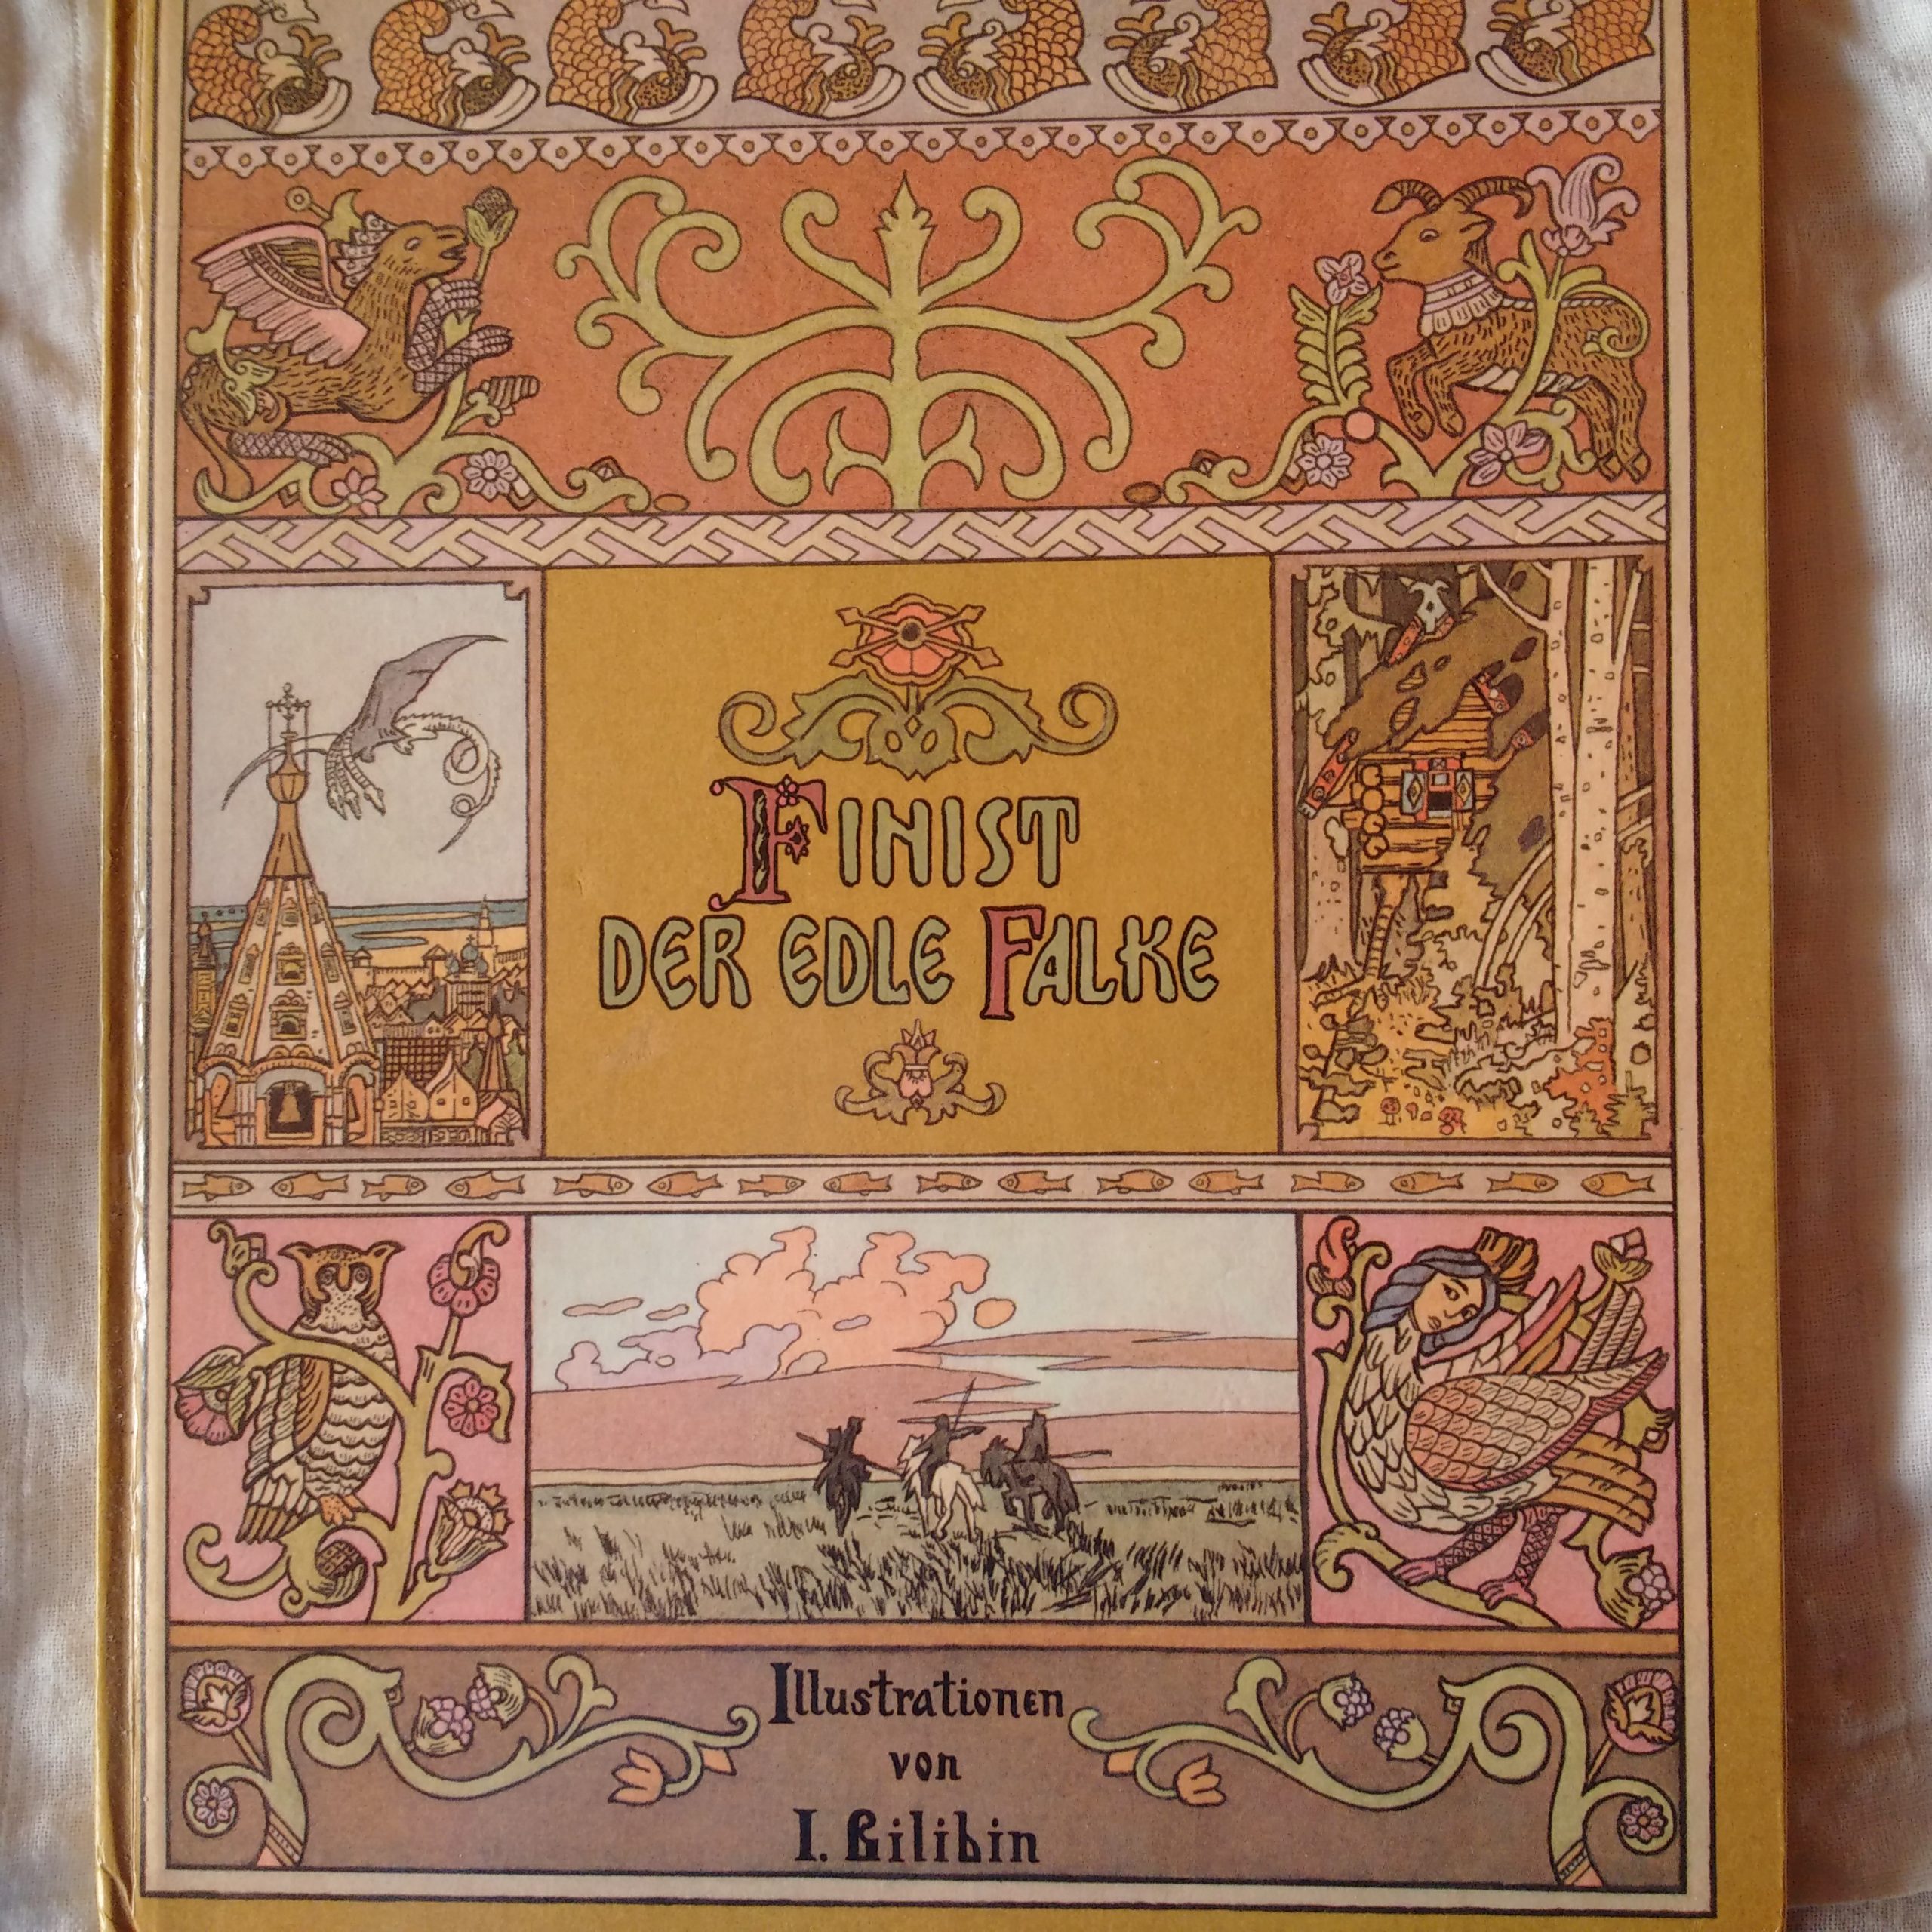 FINIST
DER EDLE FALKE
Illustrationen
von
I. Bilibin